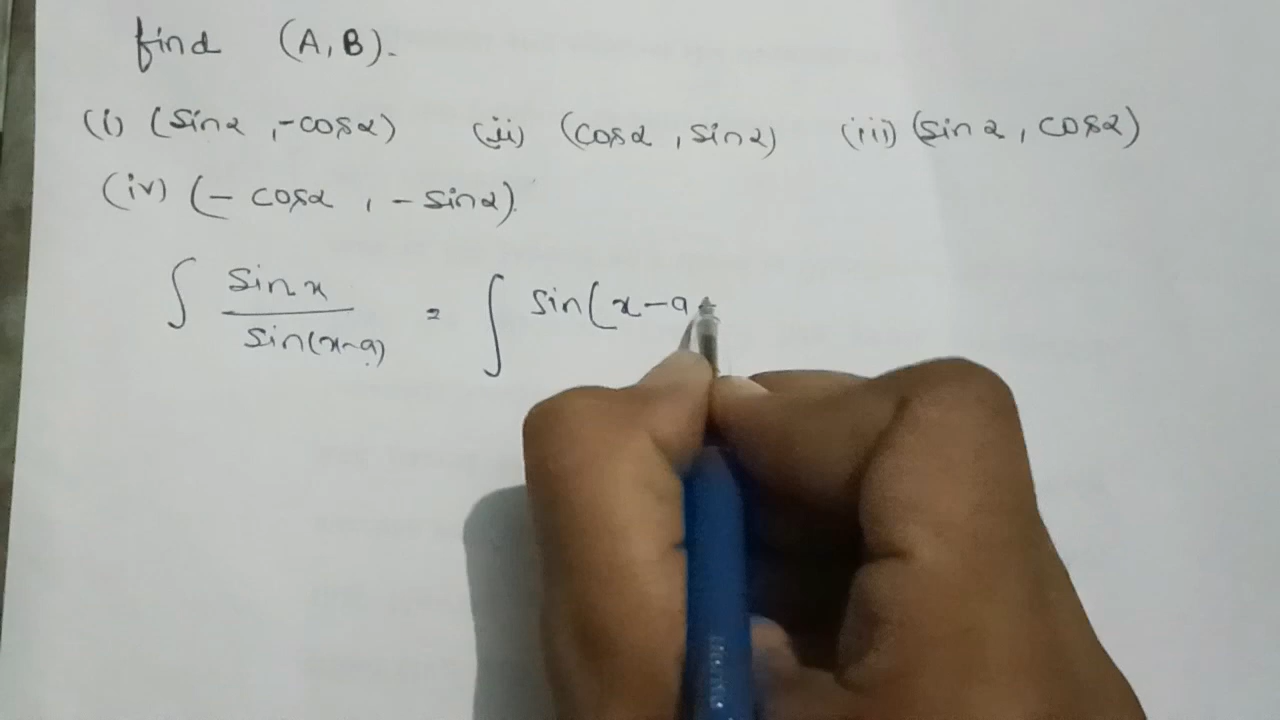 find (A,B).
(i) (sinα, -cosα) (ii) (cosα, sinα) (iii) (sinα, cosα)
(iv) (-cosα, -sinα).
∫ sinx/sin(x-a) = ∫ sin(x-a+